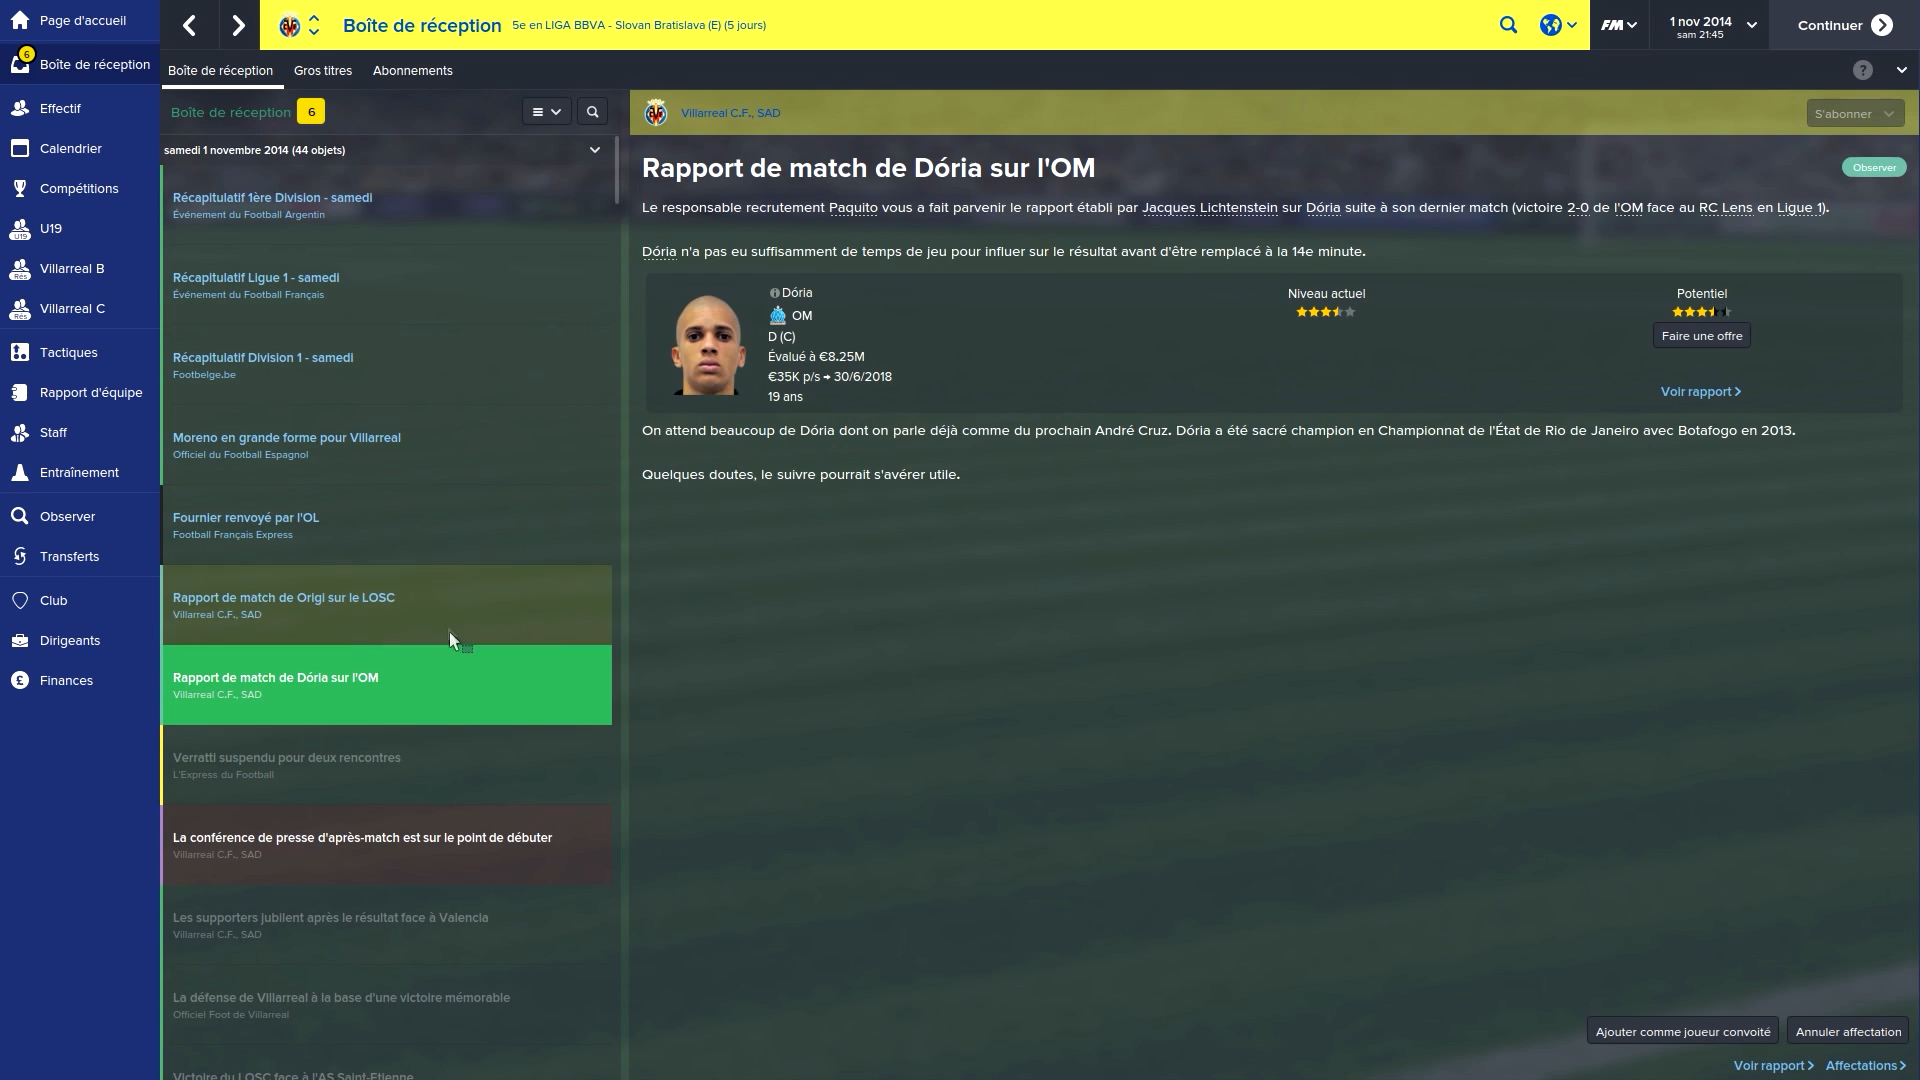 Page d'accueil
6
Boîte de réception
Effectif
Calendrier
Compétitions
U19
U19
Rés
Villarreal B
Rés
Villarreal C
Tactiques
Rapport d'équipe
Staff
Entraînement
Observer
Transferts
Club
Dirigeants
Finances
Boîte de réception 5e en LIGA BBVA - Slovan Bratislava (E) (5 jours)
FM
1 nov 2014
sam 21:45
Continuer
Boîte de réception Gros titres Abonnements
?
Boîte de réception 6
samedi 1 novembre 2014 (44 objets)
Récapitulatif 1ère Division - samedi
Événement du Football Argentin
Récapitulatif Ligue 1 - samedi
Événement du Football Français
Récapitulatif Division 1 - samedi
Footbelge.be
Moreno en grande forme pour Villarreal
Officiel du Football Espagnol
Fournier renvoyé par l'OL
Football Français Express
Rapport de match de Origi sur le LOSC
Villarreal C.F., SAD
Rapport de match de Dória sur l'OM
Villarreal C.F., SAD
Verratti suspendu pour deux rencontres
L'Express du Football
La conférence de presse d'après-match est sur le point de débuter
Villarreal C.F., SAD
Les supporters jubilent après le résultat face à Valencia
Villarreal C.F., SAD
La défense de Villarreal à la base d'une victoire mémorable
Officiel Foot de Villarreal
Victoire du LOSC face à l'AS Saint-Etienne
Villarreal C.F., SAD
S'abonner
Rapport de match de Dória sur l'OM
Observer
Le responsable recrutement Paquito vous a fait parvenir le rapport établi par Jacques Lichtenstein sur Dória suite à son dernier match (victoire 2-0 de l'OM face au RC Lens en Ligue 1).
Dória n'a pas eu suffisamment de temps de jeu pour influer sur le résultat avant d'être remplacé à la 14e minute.
Dória
OM
D (C)
Évalué à €8.25M
€35K p/s → 30/6/2018
19 ans
Niveau actuel
Potentiel
Faire une offre
Voir rapport >
On attend beaucoup de Dória dont on parle déjà comme du prochain André Cruz. Dória a été sacré champion en Championnat de l'État de Rio de Janeiro avec Botafogo en 2013.
Quelques doutes, le suivre pourrait s'avérer utile.
Ajouter comme joueur convoité Annuler affectation
Voir rapport > Affectations >